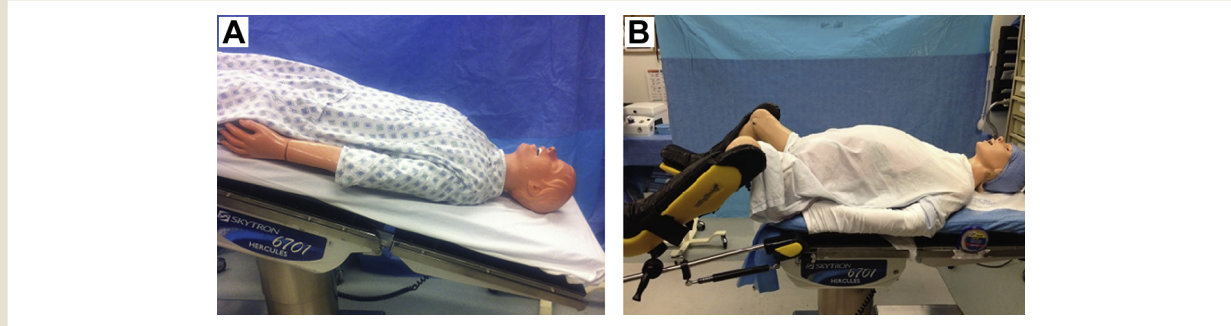 A
B
SKYTRON
6701
HERCULES
SKYTRON
6701
HERCULES